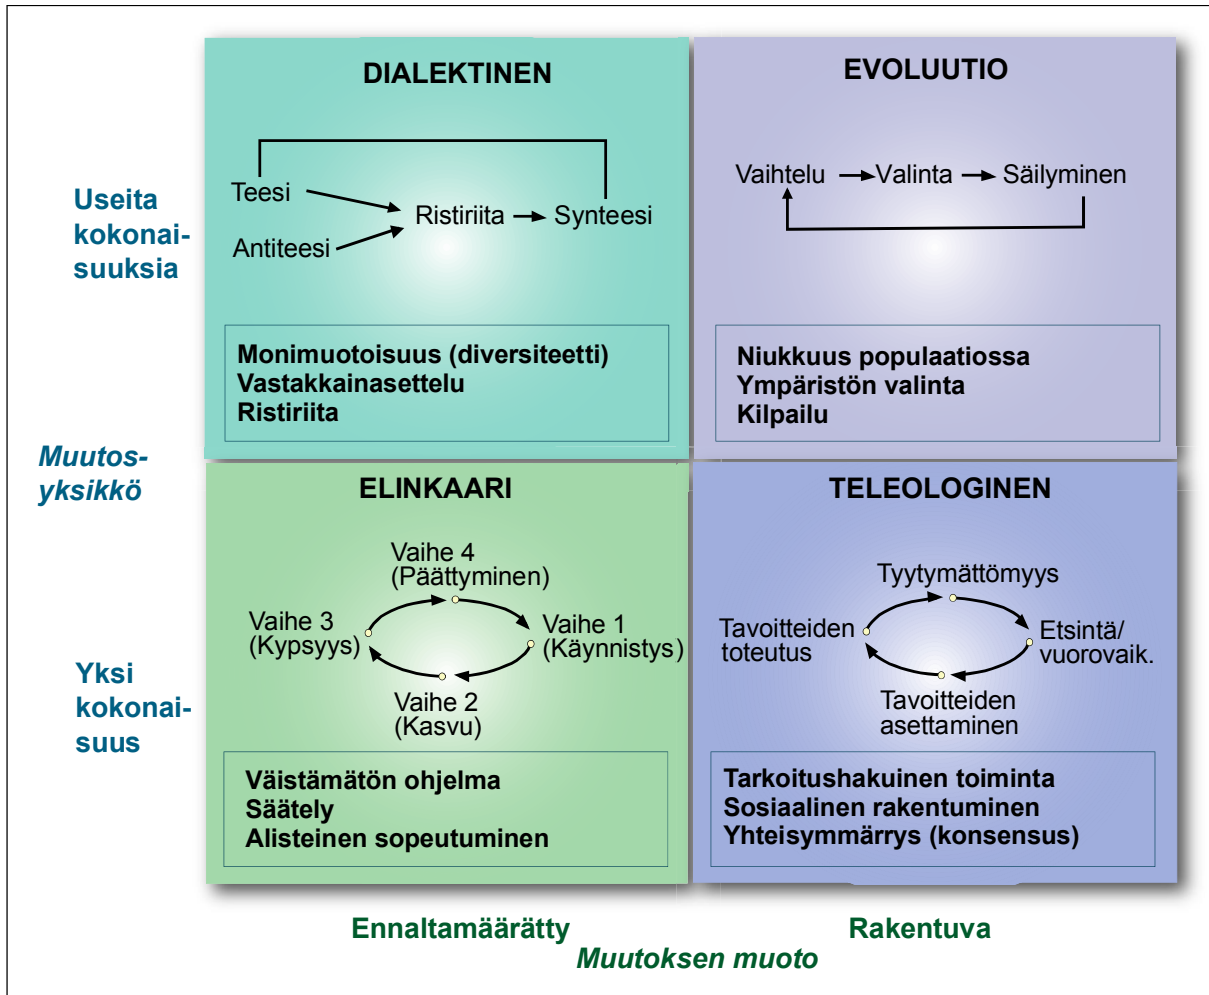 DIALEKTINEN
Teesi
Antiteesi
Ristiriita
Synteesi
Monimuotoisuus (diversiteetti)
Vastakkainasettelu
Ristiriita
EVOLUUTIO
Vaihtelu
Valinta
Säilyminen
Niukkuus populaatiossa
Ympäristön valinta
Kilpailu
Useita
kokonai-
suuksia
Muutos-
yksikkö
Yksi
kokonai-
suus
ELINKAARI
Vaihe 4
(Päättyminen)
Vaihe 3
(Kypsyys)
Vaihe 1
(Käynnistys)
Vaihe 2
(Kasvu)
Väistämätön ohjelma
Säätely
Alisteinen sopeutuminen
TELEOLOGINEN
Tyytymättömyys
Tavoitteiden
toteutus
Etsintä/
vuorovaik.
Tavoitteiden
asettaminen
Tarkoitushakuinen toiminta
Sosiaalinen rakentuminen
Yhteisymmärrys (konsensus)
Ennaltamäärätty
Rakentuva
Muutoksen muoto